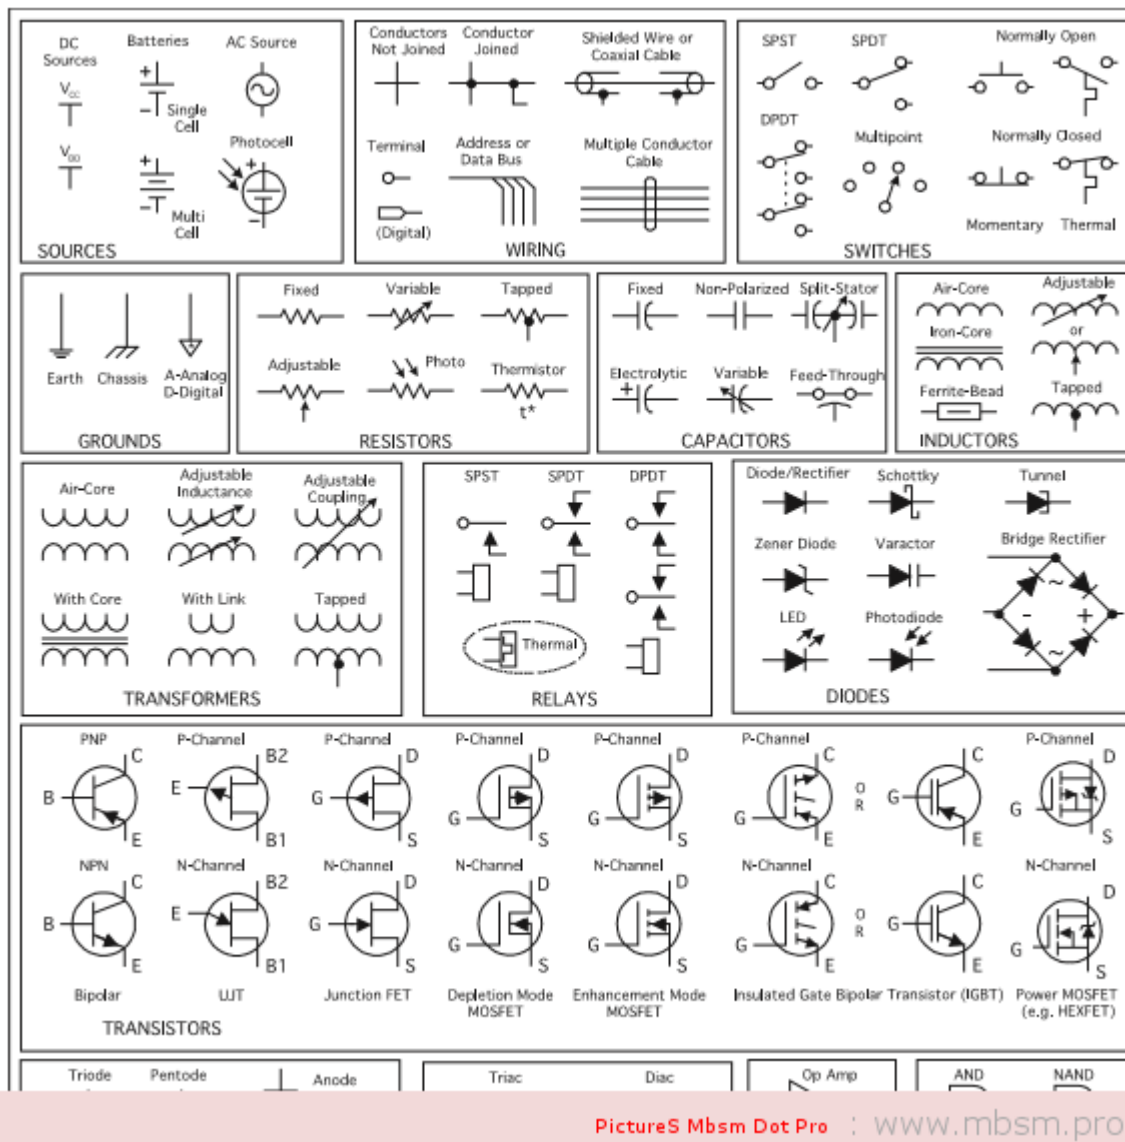 DC
Sources
Batteries
AC Source
Vcc
+
−
Single
Cell
Photocell
+
−
+
−
Multi
Cell
SOURCES
Conductors
Not Joined
Conductor
Joined
Shielded Wire or
Coaxial Cable
Terminal
Address or
Data Bus
Multiple Conductor
Cable
(Digital)
WIRING
SPST
SPDT
Normally Open
DPDT
Multipoint
Normally Closed
Momentary
Thermal
SWITCHES
Earth
Chassis
A-Analog
D-Digital
GROUNDS
Fixed
Variable
Tapped
Adjustable
Photo
Thermistor
t*
RESISTORS
Fixed
Non-Polarized
Split-Stator
Electrolytic
+
Variable
Feed-Through
CAPACITORS
Air-Core
Adjustable
Iron-Core
or
Ferrite-Bead
Tapped
INDUCTORS
Air-Core
Adjustable
Inductance
Adjustable
Coupling
With Core
With Link
Tapped
TRANSFORMERS
SPST
SPDT
DPDT
Thermal
RELAYS
Diode/Rectifier
Schottky
Tunnel
Zener Diode
Varactor
Bridge Rectifier
LED
Photodiode
~
-
+
~
DIODES
PNP
P-Channel
P-Channel
P-Channel
P-Channel
P-Channel
P-Channel
C
B2
D
D
D
C
C
D
B
E
G
G
G
G
O
R
G
G
E
B1
S
S
S
E
E
S
NPN
N-Channel
N-Channel
N-Channel
N-Channel
N-Channel
N-Channel
C
B2
D
D
D
C
C
D
B
E
G
G
G
G
O
R
G
G
E
B1
S
S
S
E
E
S
Bipolar
UJT
Junction FET
Depletion Mode
MOSFET
Enhancement Mode
MOSFET
Insulated Gate Bipolar Transistor (IGBT)
Power MOSFET
(e.g. HEXFET)
TRANSISTORS
Triode
Pentode
Anode
Triac
Diac
Op Amp
AND
NAND
PictureS Mbsm Dot Pro : www.mbsm.pro